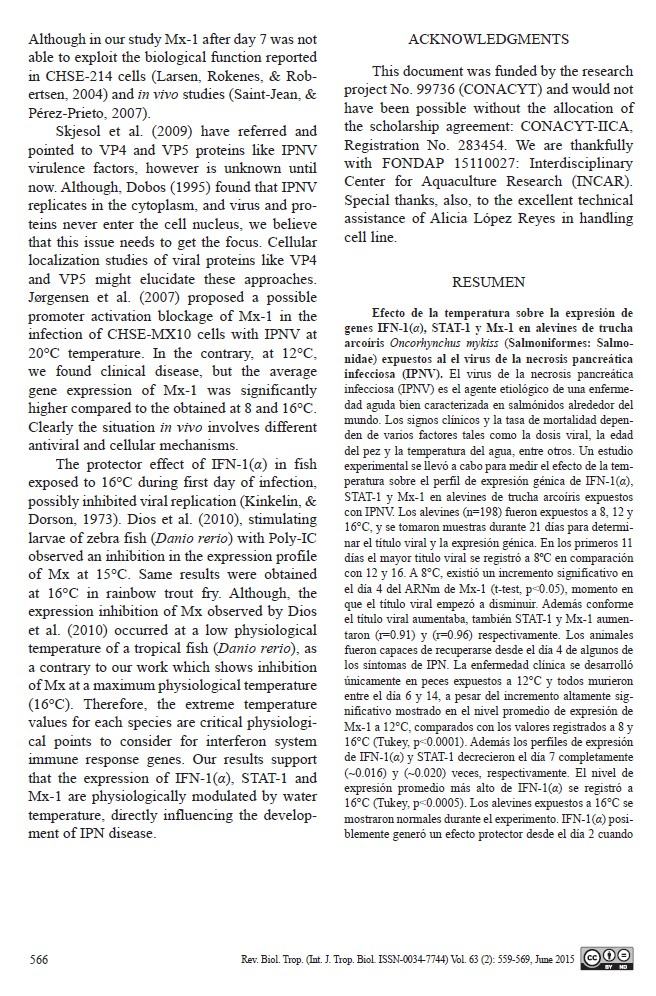 Although in our study Mx-1 after day 7 was not
able to exploit the biological function reported
in CHSE-214 cells (Larsen, Rokenes, & Rob-
ertsen, 2004) and in vivo studies (Saint-Jean, &
Pérez-Prieto, 2007).
Skjesol et al. (2009) have referred and
pointed to VP4 and VP5 proteins like IPNV
virulence factors, however is unknown until
now. Although, Dobos (1995) found that IPNV
replicates in the cytoplasm, and virus and pro-
teins never enter the cell nucleus, we believe
that this issue needs to get the focus. Cellular
localization studies of viral proteins like VP4
and VP5 might elucidate these approaches.
Jørgensen et al. (2007) proposed a possible
promoter activation blockage of Mx-1 in the
infection of CHSE-MX10 cells with IPNV at
20°C temperature. In the contrary, at 12°C,
we found clinical disease, but the average
gene expression of Mx-1 was significantly
higher compared to the obtained at 8 and 16°C.
Clearly the situation in vivo involves different
antiviral and cellular mechanisms.
The protector effect of IFN-1(α) in fish
exposed to 16°C during first day of infection,
possibly inhibited viral replication (Kinkelin, &
Dorson, 1973). Dios et al. (2010), stimulating
larvae of zebra fish (Danio rerio) with Poly-IC
observed an inhibition in the expression profile
of Mx at 15°C. Same results were obtained
at 16°C in rainbow trout fry. Although, the
expression inhibition of Mx observed by Dios
et al. (2010) occurred at a low physiological
temperature of a tropical fish (Danio rerio), as
a contrary to our work which shows inhibition
of Mx at a maximum physiological temperature
(16°C). Therefore, the extreme temperature
values for each species are critical physiologi-
cal points to consider for interferon system
immune response genes. Our results support
that the expression of IFN-1(α), STAT-1 and
Mx-1 are physiologically modulated by water
temperature, directly influencing the develop-
ment of IPN disease.
ACKNOWLEDGMENTS
This document was funded by the research
project No. 99736 (CONACYT) and would not
have been possible without the allocation of
the scholarship agreement: CONACYT-IICA,
Registration No. 283454. We are thankfully
with FONDAP 15110027: Interdisciplinary
Center for Aquaculture Research (INCAR).
Special thanks, also, to the excellent technical
assistance of Alicia López Reyes in handling
cell line.
RESUMEN
Efecto de la temperatura sobre la expresión de
genes IFN-1(α), STAT-1 y Mx-1 en alevines de trucha
arcoíris Oncorhynchus mykiss (Salmoniformes: Salmo-
nidae) expuestos al el virus de la necrosis pancreática
infecciosa (IPNV). El virus de la necrosis pancreática
infecciosa (IPNV) es el agente etiológico de una enferme-
dad aguda bien caracterizada en salmónidos alrededor del
mundo. Los signos clínicos y la tasa de mortalidad depen-
den de varios factores tales como la dosis viral, la edad
del pez y la temperatura del agua, entre otros. Un estudio
experimental se llevó a cabo para medir el efecto de la tem-
peratura sobre el perfil de expresión génica de IFN-1(α),
STAT-1 y Mx-1 en alevines de trucha arcoíris expuestos
con IPNV. Los alevines (n=198) fueron expuestos a 8, 12 y
16°C, y se tomaron muestras durante 21 días para determi-
nar el título viral y la expresión génica. En los primeros 11
días el mayor título viral se registró a 8ºC en comparación
con 12 y 16. A 8°C, existió un incremento significativo en
el día 4 del ARNm de Mx-1 (t-test, p<0.05), momento en
que el título viral empezó a disminuir. Además conforme
el título viral aumentaba, también STAT-1 y Mx-1 aumen-
taron (r=0.91) y (r=0.96) respectivamente. Los animales
fueron capaces de recuperarse desde el día 4 de algunos de
los síntomas de IPN. La enfermedad clínica se desarrolló
únicamente en peces expuestos a 12°C y todos murieron
entre el día 6 y 14, a pesar del incremento altamente sig-
nificativo mostrado en el nivel promedio de expresión de
Mx-1 a 12°C, comparados con los valores registrados a 8 y
16°C (Tukey, p<0.0001). Además los perfiles de expresión
de IFN-1(α) y STAT-1 decrecieron el día 7 completamente
(~0.016) y (~0.020) veces, respectivamente. El nivel de
expresión promedio más alto de IFN-1(α) se registró a
16°C (Tukey, p<0.0005). Los alevines expuestos a 16°C se
mostraron normales durante el experimento. IFN-1(α) posi-
blemente generó un efecto protector desde el día 2 cuando
566 Rev. Biol. Trop. (Int. J. Trop. Biol. ISSN-0034-7744) Vol. 63 (2): 559-569, June 2015
cc BY ND